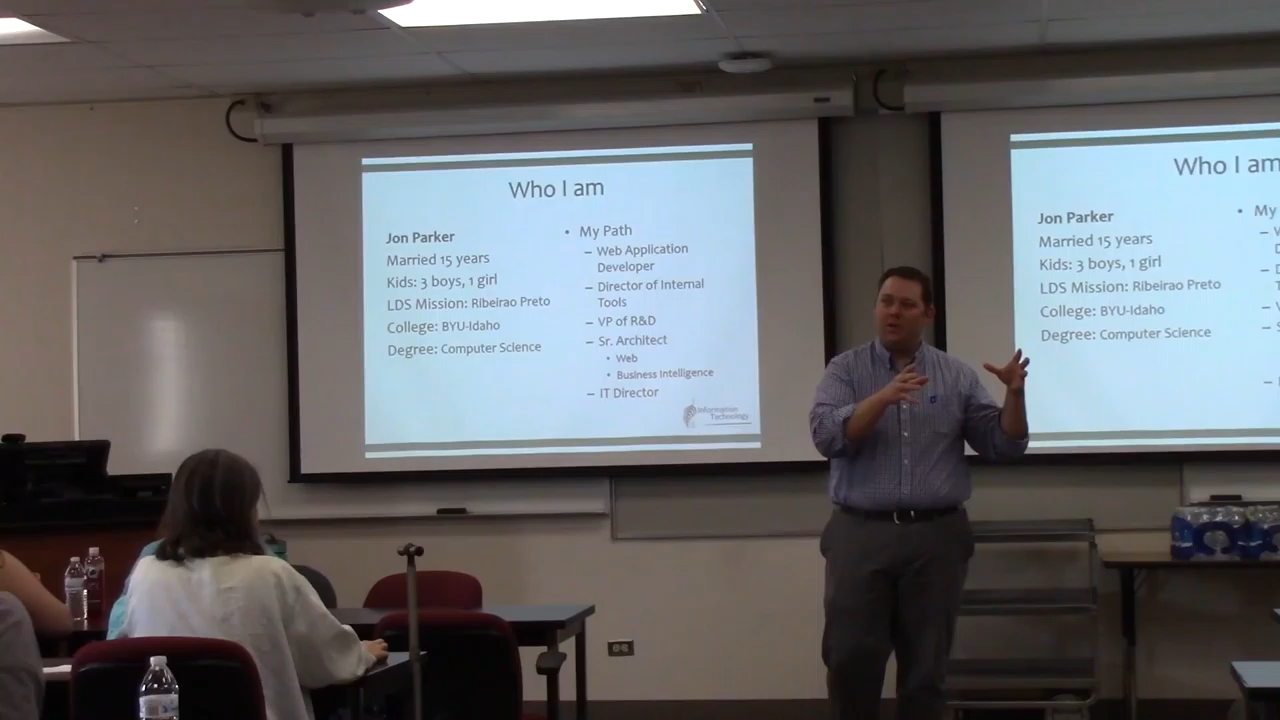 Who I am
Jon Parker
Married 15 years
Kids: 3 boys, 1 girl
LDS Mission: Ribeirao Preto
College: BYU-Idaho
Degree: Computer Science
• My Path
– Web Application
Developer
– Director of Internal
Tools
– VP of R&D
– Sr. Architect
• Web
• Business Intelligence
– IT Director
Information
Technology
Who I am
Jon Parker
Married 15 years
Kids: 3 boys, 1 girl
LDS Mission: Ribeirao Preto
College: BYU-Idaho
Degree: Computer Science
• My